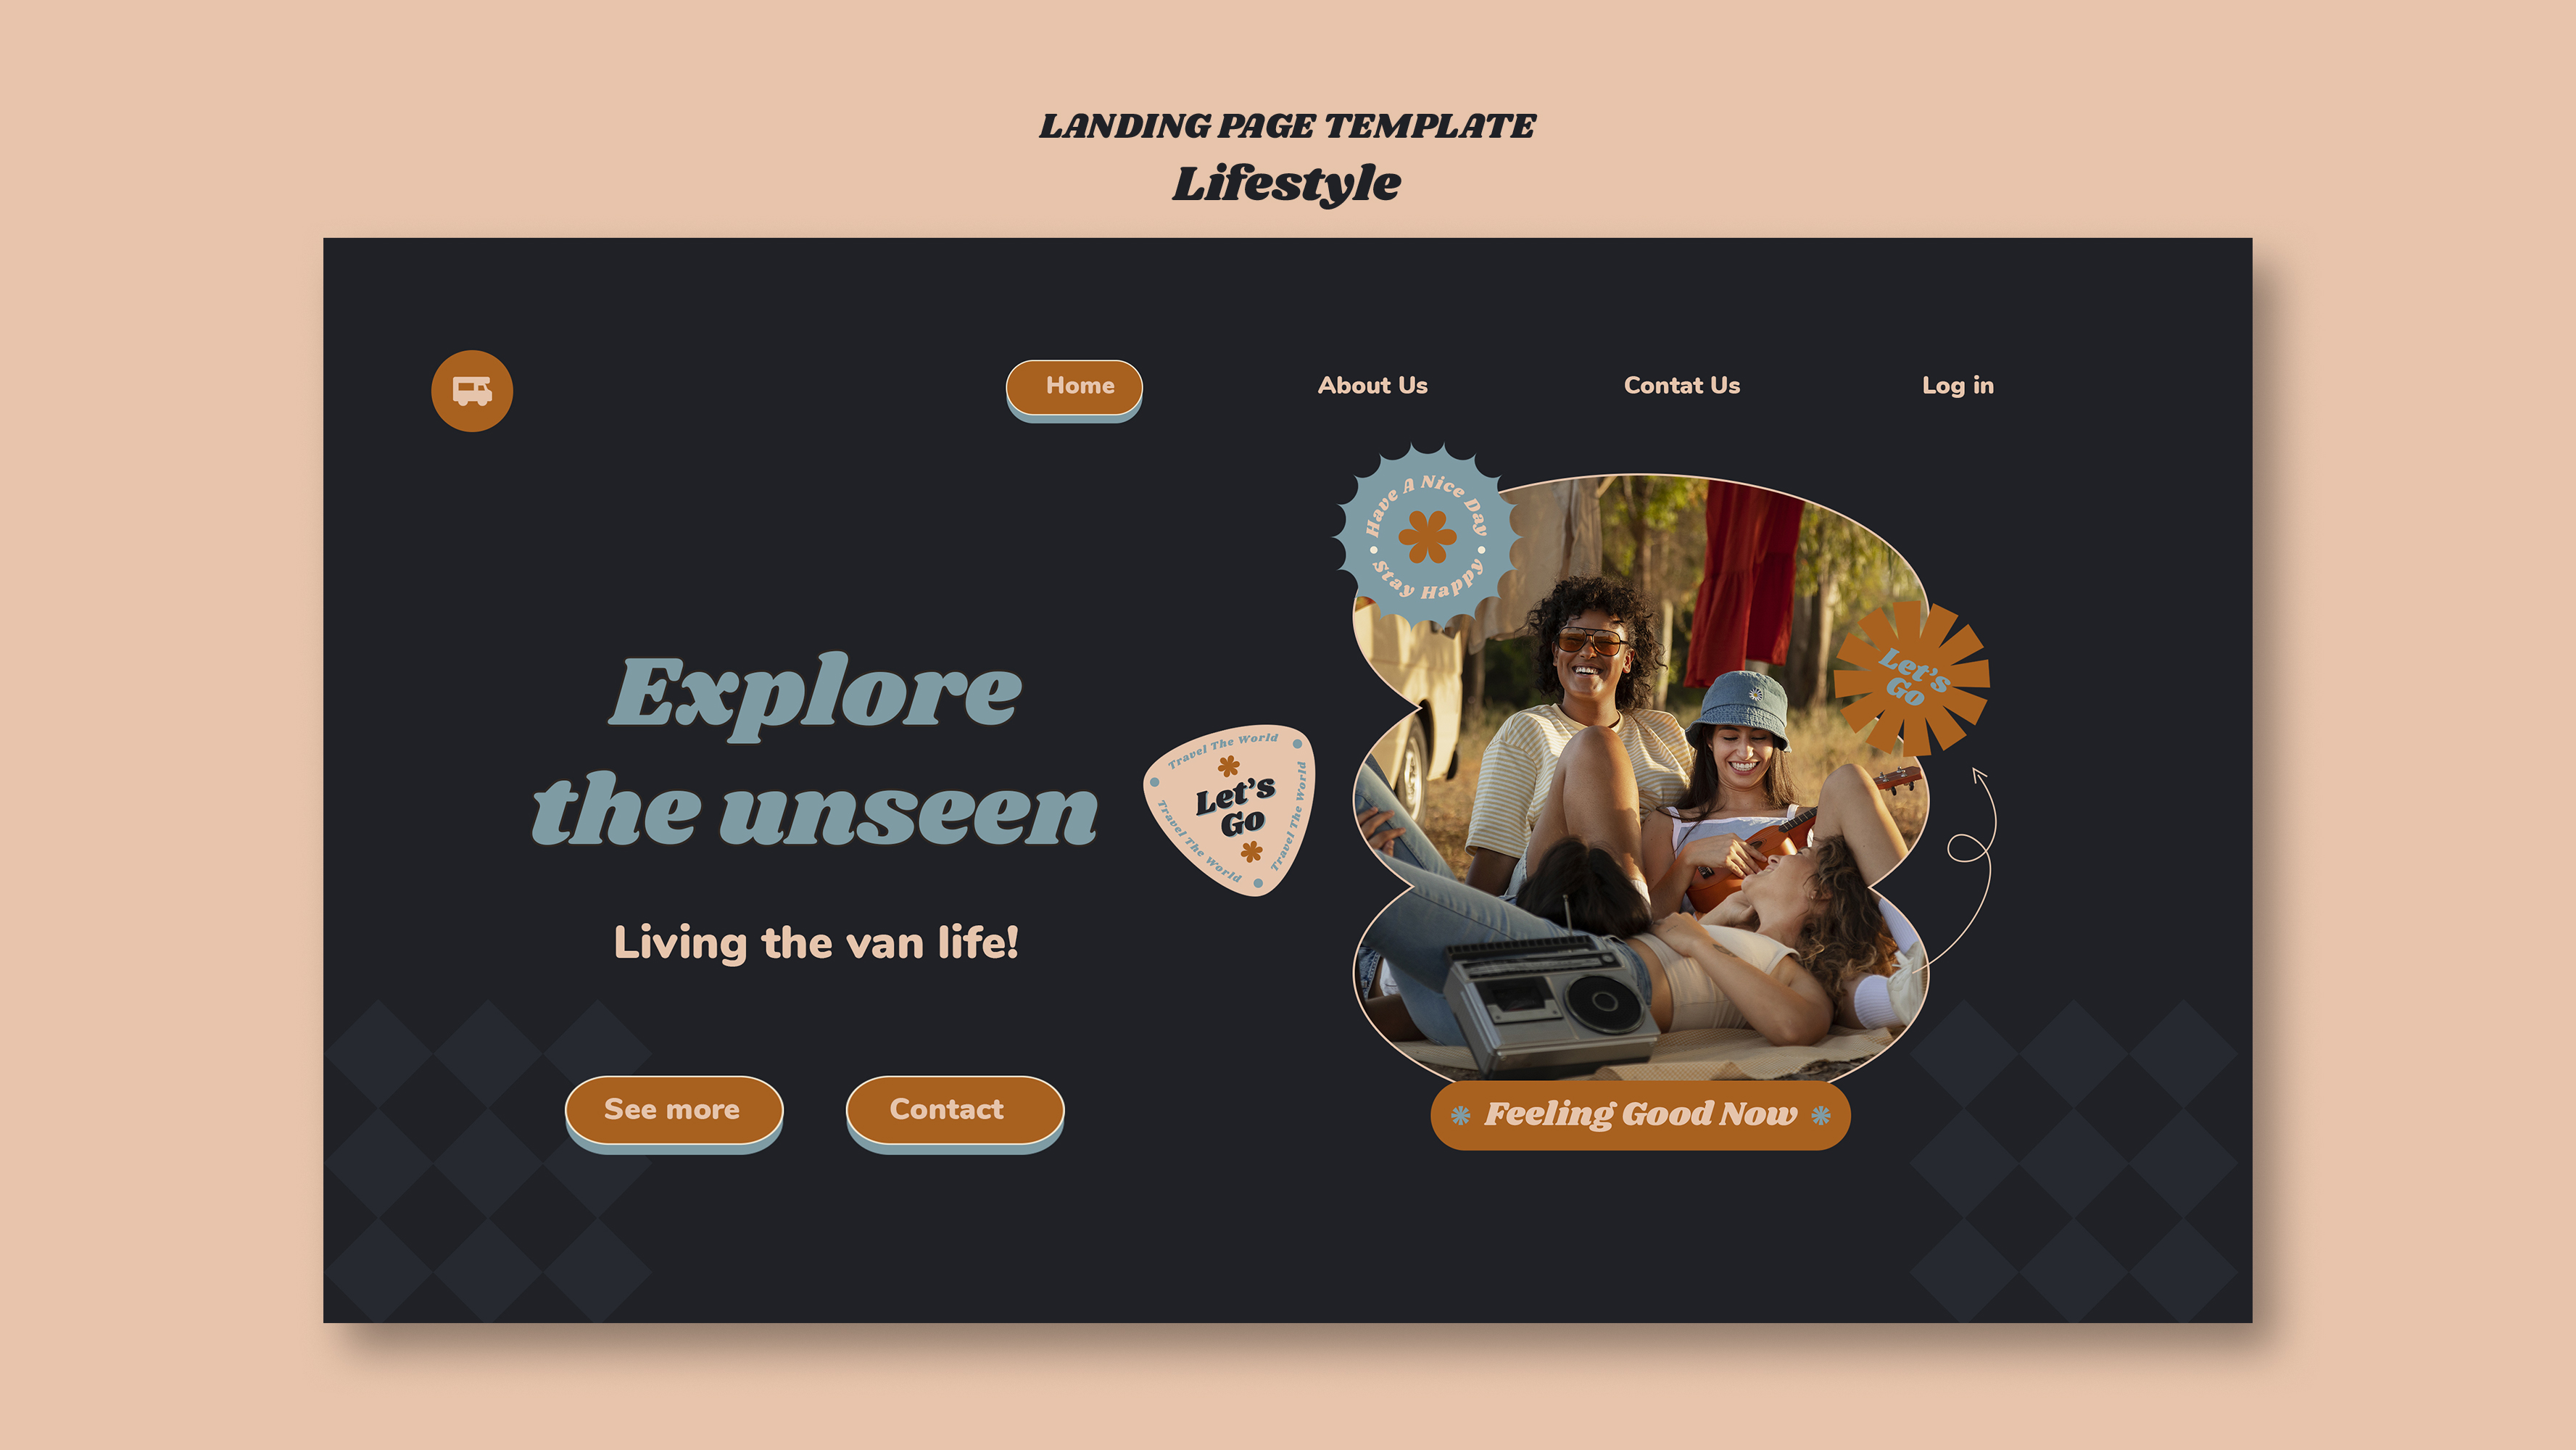 LANDING PAGE TEMPLATE
Lifestyle
Home
About Us
Contat Us
Log in
Have A Nice Day
Stay Happy
Let's
Go
Explore
the unseen
Travel The World
Travel The World
Travel The World
Let's
Go
Living the van life!
See more
Contact
Feeling Good Now